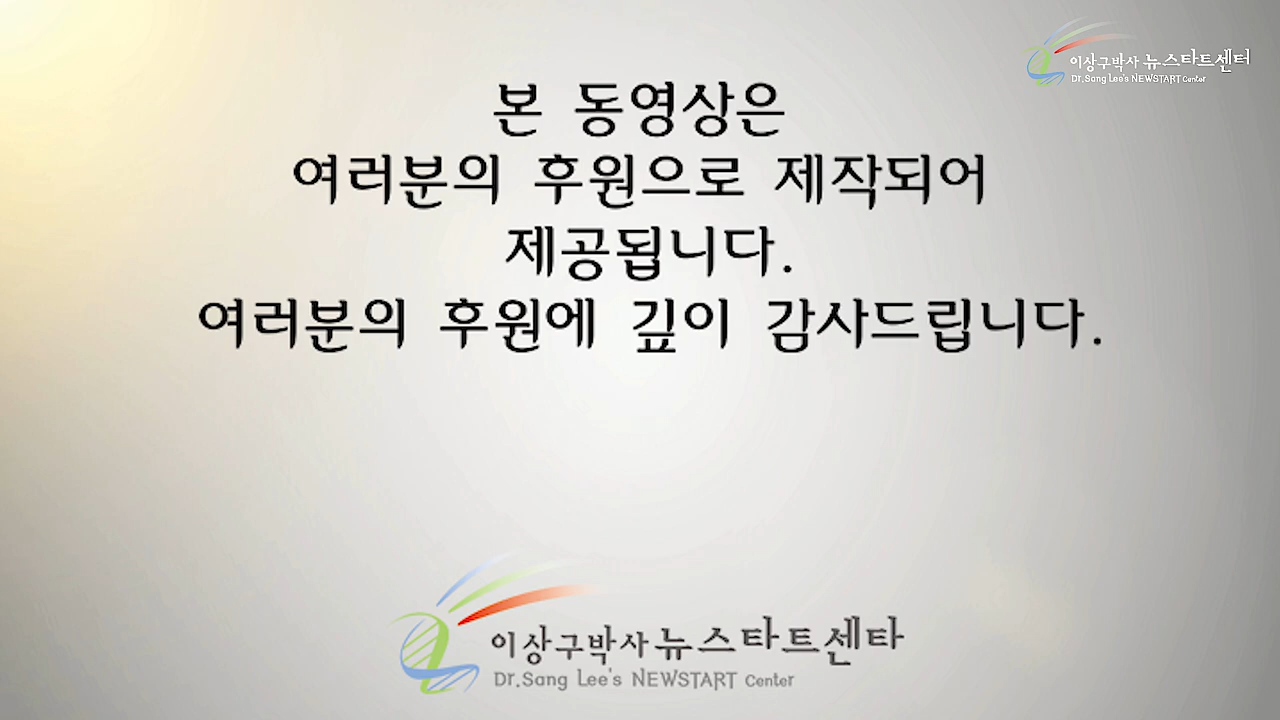 이상구박사 뉴스타트센터
Dr.Sang Lee's NEWSTART Center
본 동영상은
여러분의 후원으로 제작되어
제공됩니다.
여러분의 후원에 깊이 감사드립니다.
이상구박사 뉴스타트센타
Dr.Sang Lee's NEWSTART Center